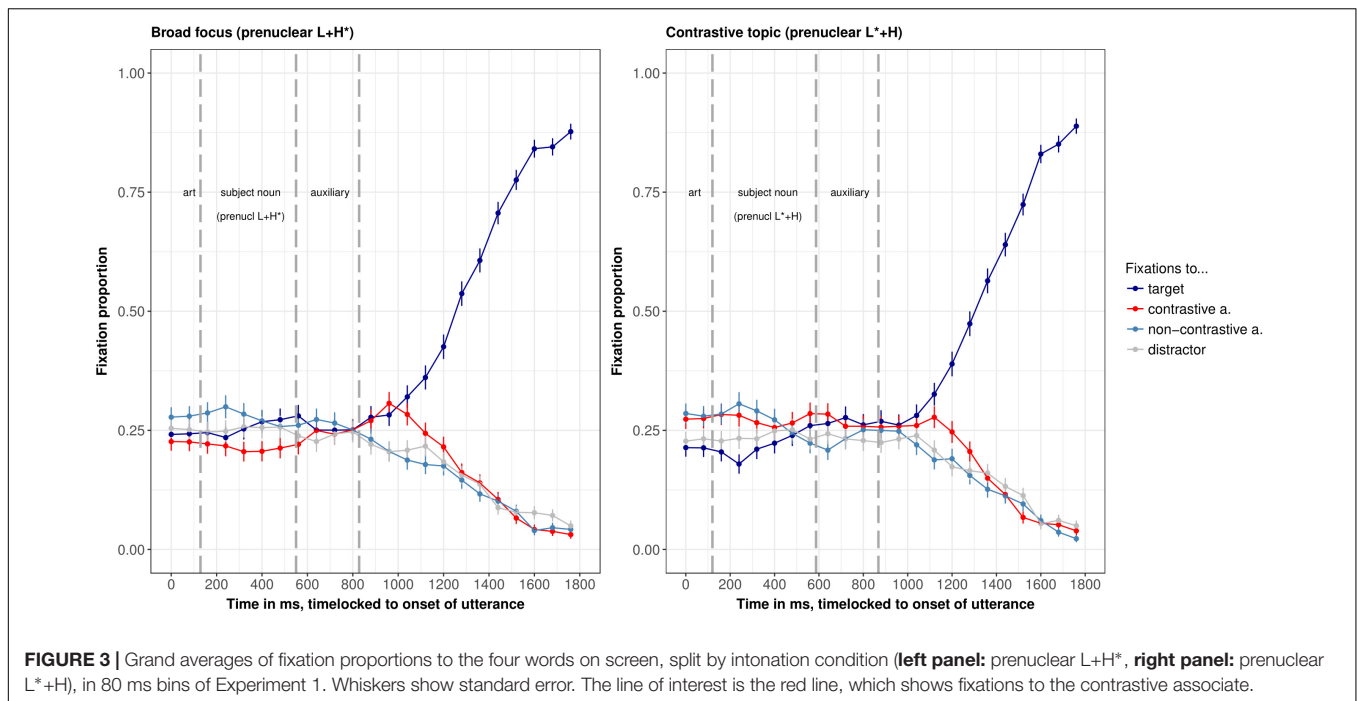 Broad focus (prenuclear L+H*)
Contrastive topic (prenuclear L*+H)
Fixation proportion
1.00
0.75
0.50
0.25
0.00
art
subject noun
(prenucl L+H*)
auxiliary
0 200 400 600 800 1000 1200 1400 1600 1800
Time in ms, timelocked to onset of utterance
Fixation proportion
1.00
0.75
0.50
0.25
0.00
art
subject noun
(prenucl L*+H)
auxiliary
0 200 400 600 800 1000 1200 1400 1600 1800
Time in ms, timelocked to onset of utterance
Fixations to...
target
contrastive a.
non−contrastive a.
distractor
FIGURE 3 | Grand averages of fixation proportions to the four words on screen, split by intonation condition (left panel: prenuclear L+H*, right panel: prenuclear
L*+H), in 80 ms bins of Experiment 1. Whiskers show standard error. The line of interest is the red line, which shows fixations to the contrastive associate.